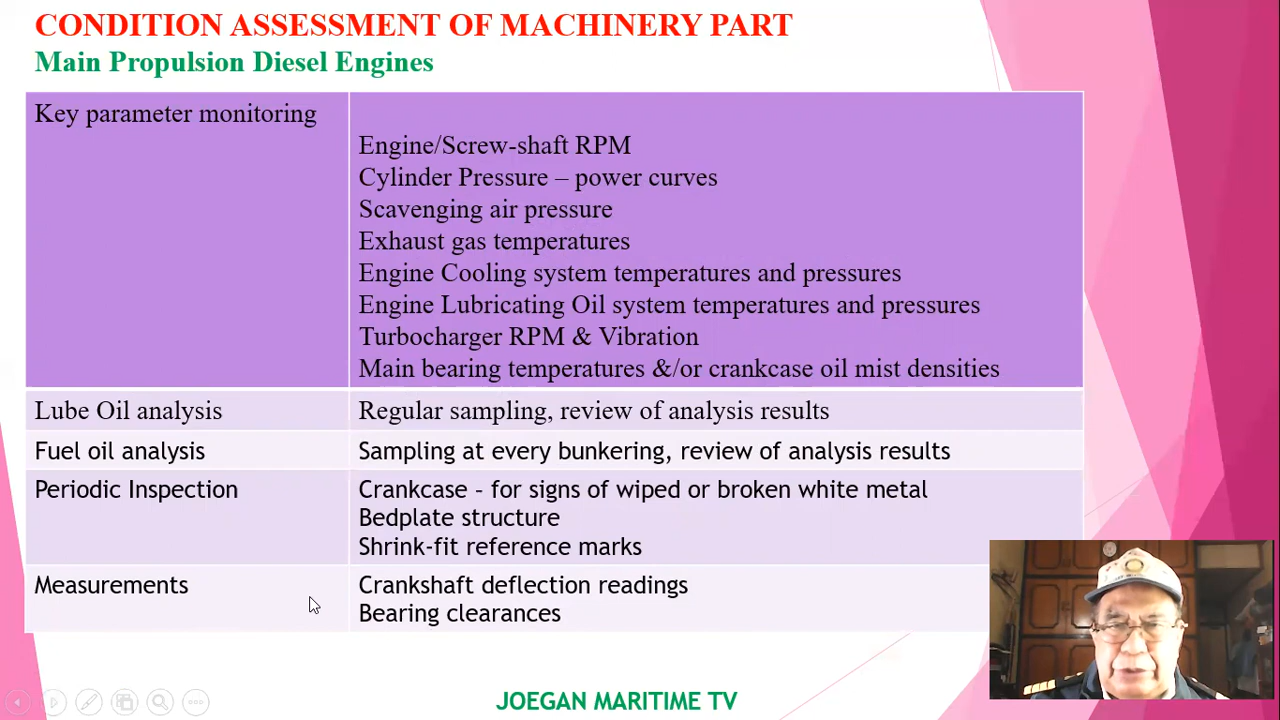 CONDITION ASSESSMENT OF MACHINERY PART
Main Propulsion Diesel Engines
Key parameter monitoring
Engine/Screw-shaft RPM
Cylinder Pressure – power curves
Scavenging air pressure
Exhaust gas temperatures
Engine Cooling system temperatures and pressures
Engine Lubricating Oil system temperatures and pressures
Turbocharger RPM & Vibration
Main bearing temperatures &/or crankcase oil mist densities
Lube Oil analysis
Regular sampling, review of analysis results
Fuel oil analysis
Sampling at every bunkering, review of analysis results
Periodic Inspection
Crankcase - for signs of wiped or broken white metal
Bedplate structure
Shrink-fit reference marks
Measurements
Crankshaft deflection readings
Bearing clearances
JOEGAN MARITIME TV